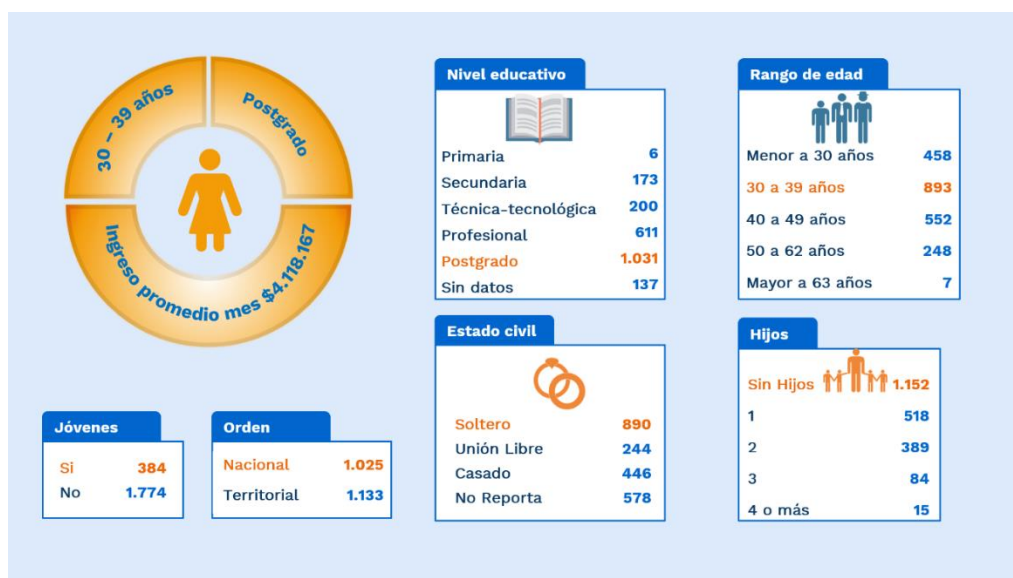 30 – 39 años
Postgrado
Ingreso promedio mes $4.118.167
Nivel educativo
Primaria 6
Secundaria 173
Técnica-tecnológica 200
Profesional 611
Postgrado 1.031
Sin datos 137
Rango de edad
Menor a 30 años 458
30 a 39 años 893
40 a 49 años 552
50 a 62 años 248
Mayor a 63 años 7
Estado civil
Soltero 890
Unión Libre 244
Casado 446
No Reporta 578
Hijos
Sin Hijos 1.152
1 518
2 389
3 84
4 o más 15
Jóvenes
Si 384
No 1.774
Orden
Nacional 1.025
Territorial 1.133